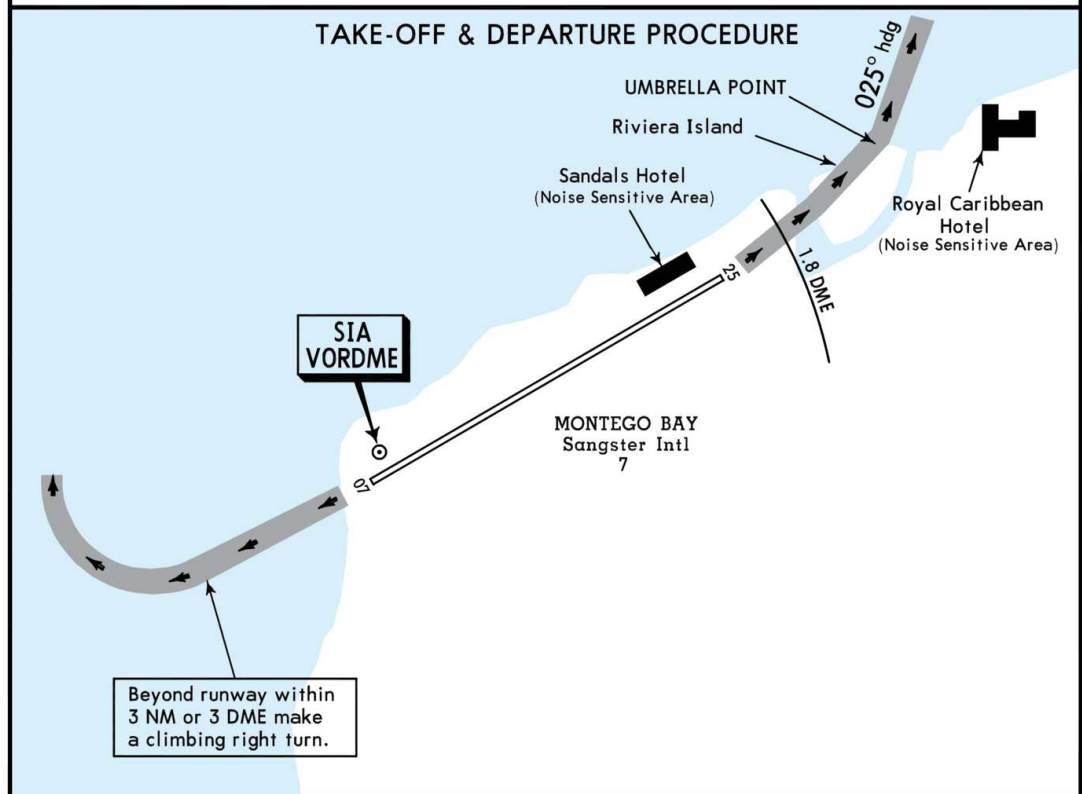 TAKE-OFF & DEPARTURE PROCEDURE
025° hdg
UMBRELLA POINT
Riviera Island
Sandals Hotel
(Noise Sensitive Area)
Royal Caribbean
Hotel
(Noise Sensitive Area)
1.8 DME
25
SIA
VORDME
MONTEGO BAY
Sangster Intl
7
07
Beyond runway within
3 NM or 3 DME make
a climbing right turn.